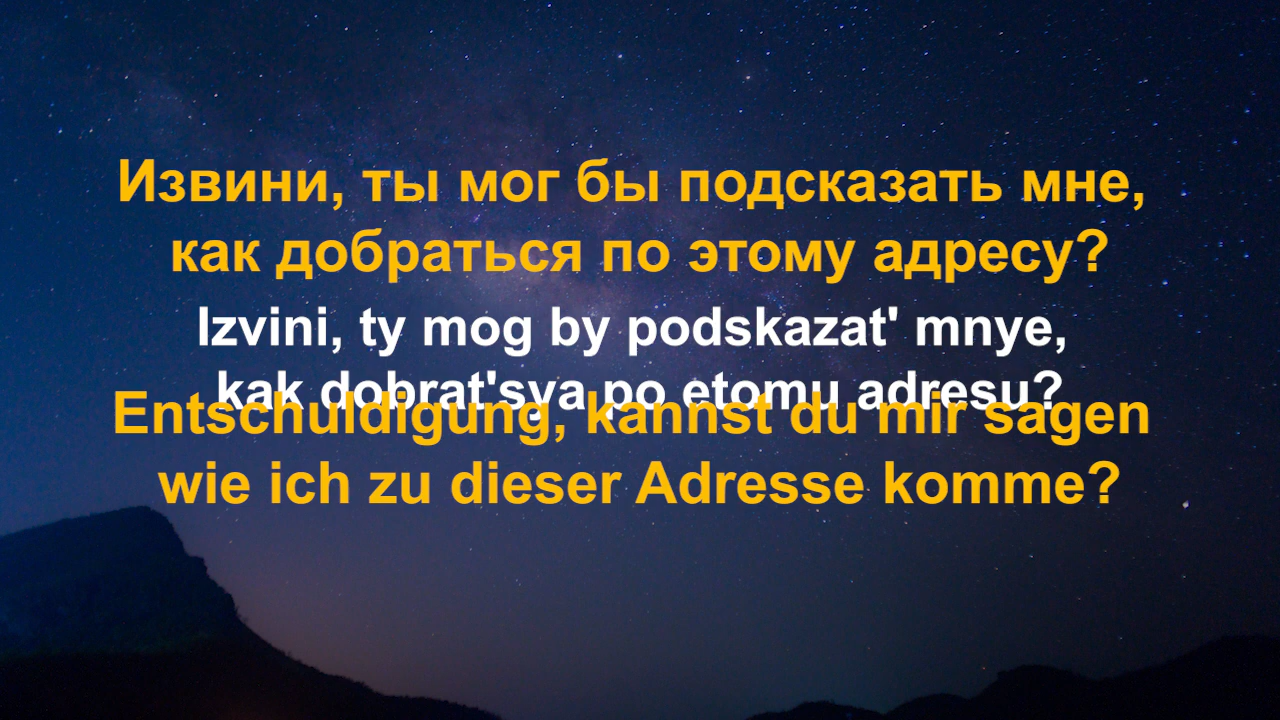 Извини, ты мог бы подсказать мне,
как добраться по этому адресу?
Izvini, ty mog by podskazat' mnye,
kak dobrat'sya po etomu adresu?
Entschuldigung, kannst du mir sagen
wie ich zu dieser Adresse komme?